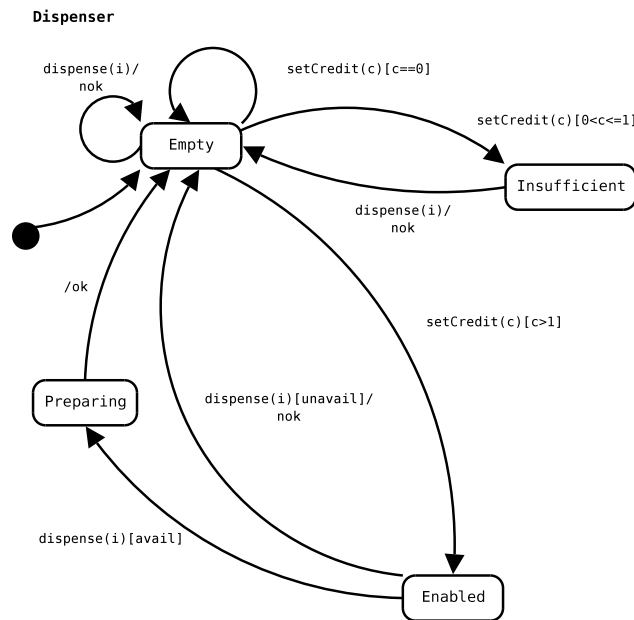 Dispenser
dispense(i)/
nok
setCredit(c)[c==0]
setCredit(c)[0<c<=1]
Empty
Insufficient
dispense(i)/
nok
/ok
setCredit(c)[c>1]
Preparing
dispense(i)[unavail]/
nok
dispense(i)[avail]
Enabled